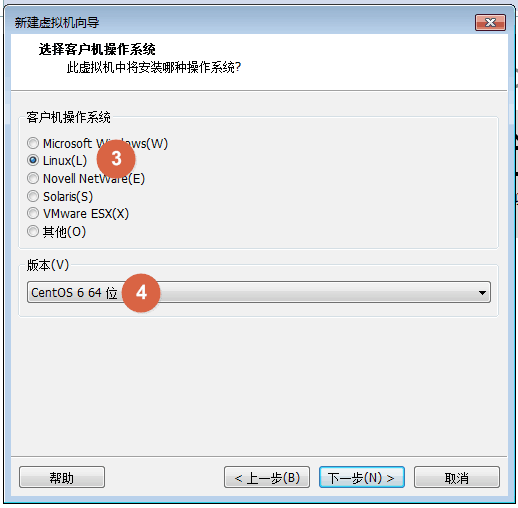 新建虚拟机向导
选择客户机操作系统
此虚拟机中将安装哪种操作系统?
客户机操作系统
Microsoft Windows(W)
Linux(L)
3
Novell NetWare(E)
Solaris(S)
VMware ESX(X)
其他(O)
版本(V)
CentOS 6 64 位
4
帮助
< 上一步(B)
下一步(N) >
取消